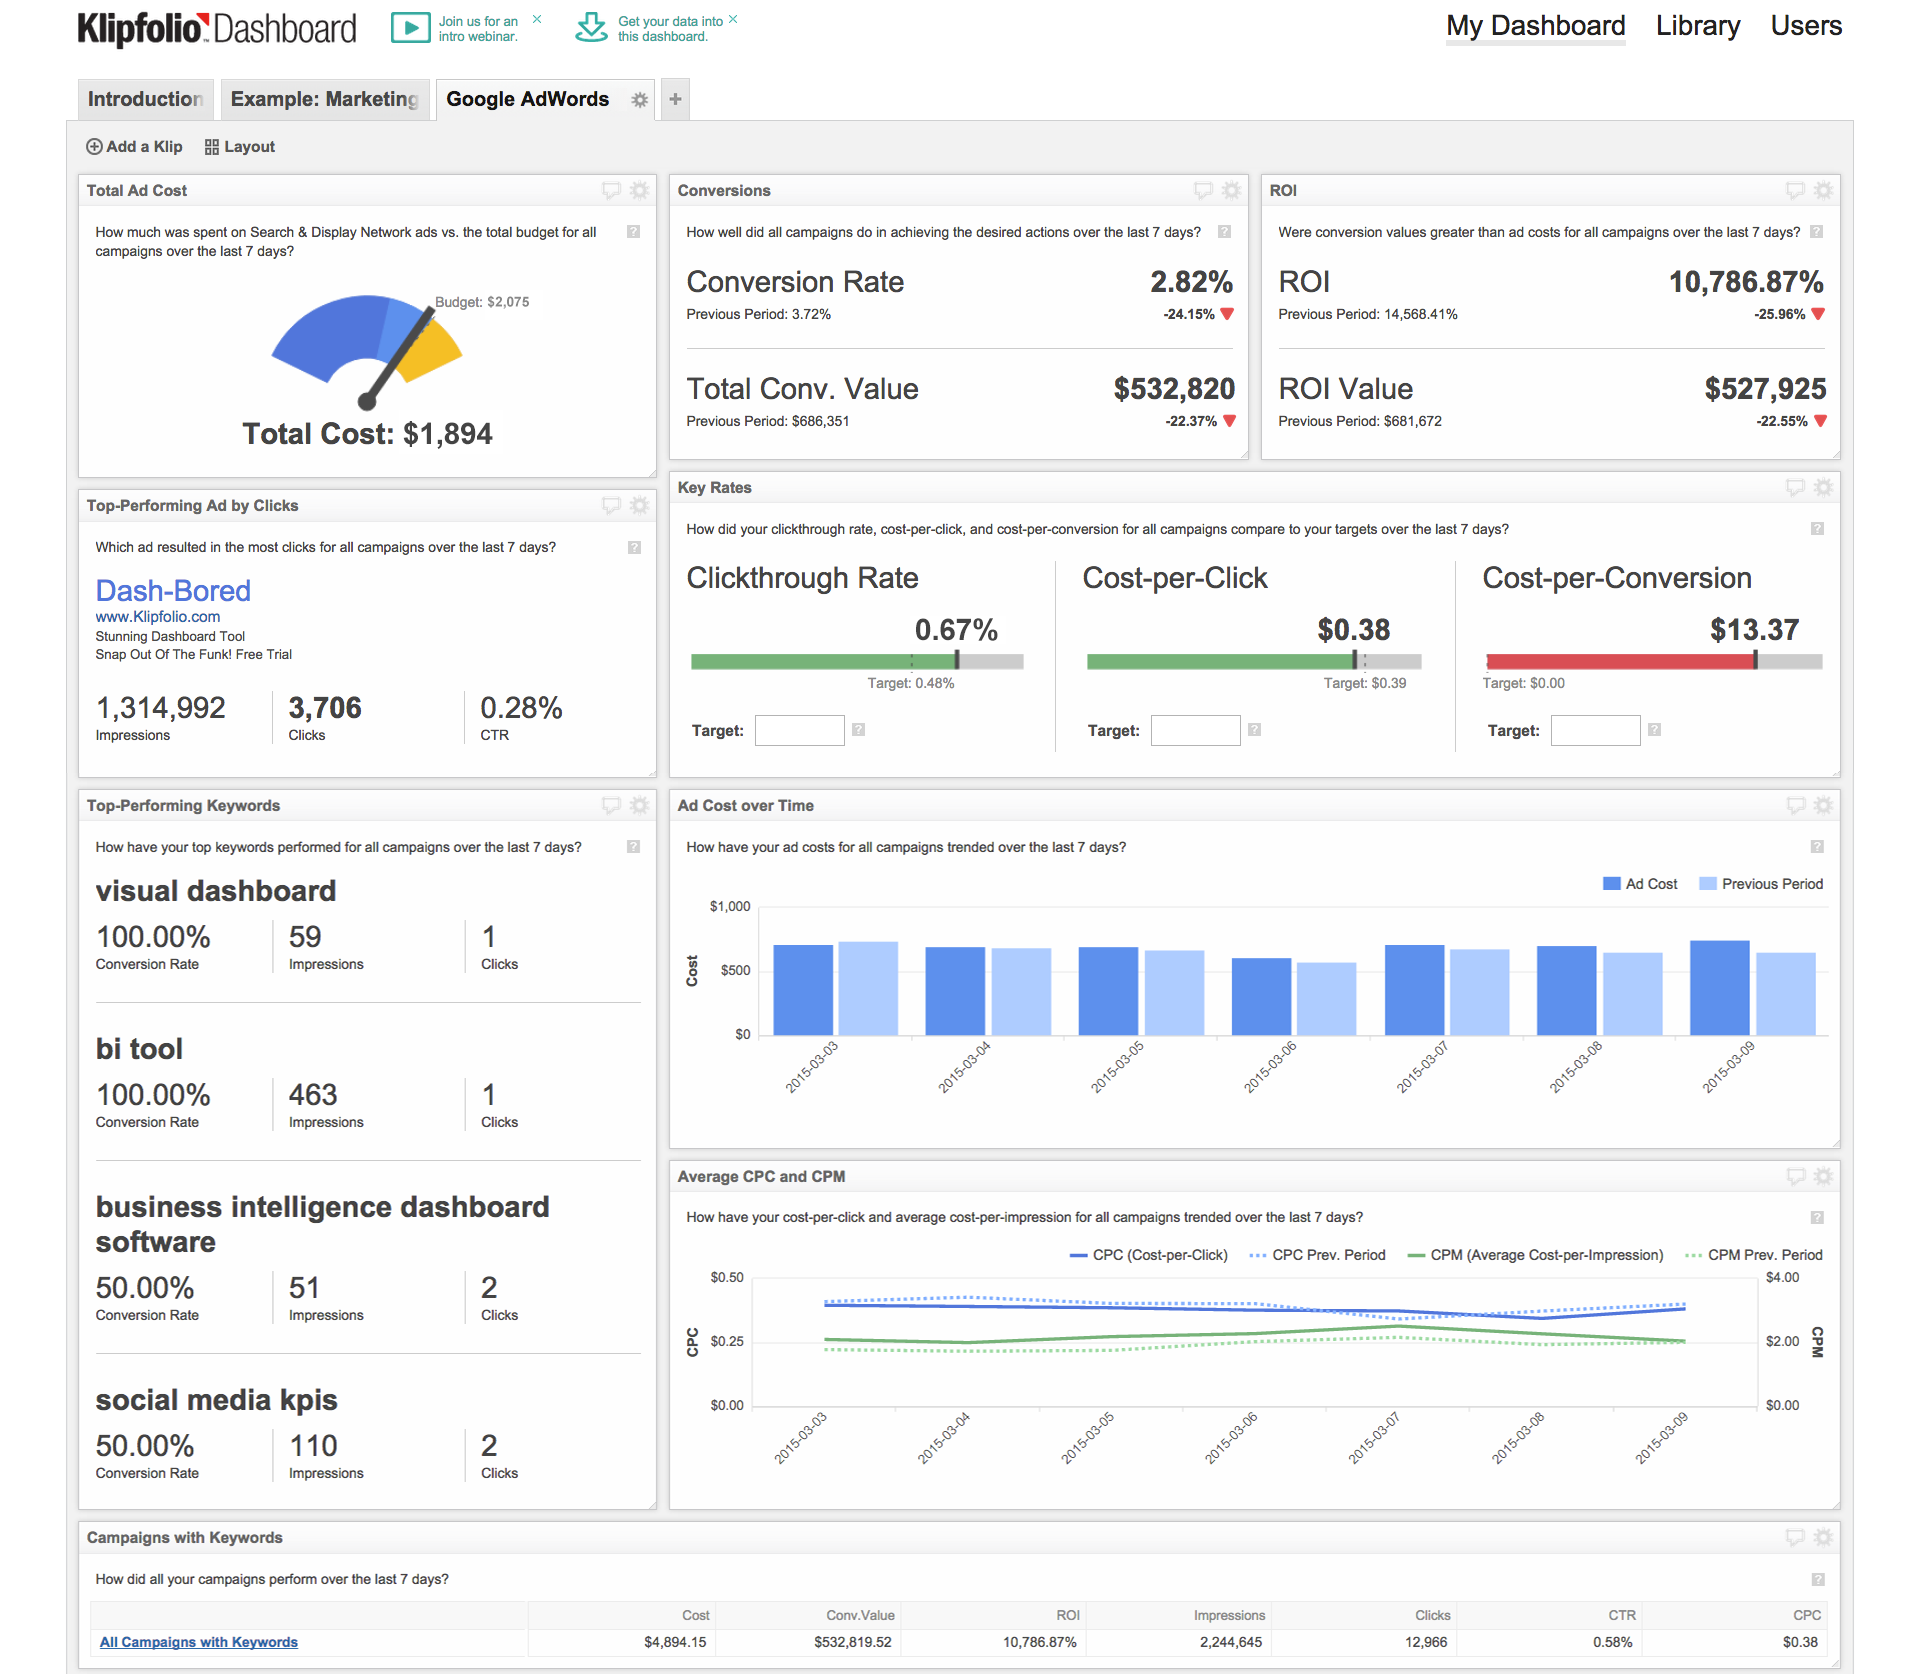 Klipfolio™ Dashboard
Join us for an
intro webinar.
Get your data into
this dashboard.
My Dashboard
Library
Users
Introduction
Example: Marketing
Google AdWords
+
Add a Klip
Layout
Total Ad Cost
How much was spent on Search & Display Network ads vs. the total budget for all
campaigns over the last 7 days?
?
Budget: $2,075
Total Cost: $1,894
Conversions
How well did all campaigns do in achieving the desired actions over the last 7 days?
?
Conversion Rate
2.82%
Previous Period: 3.72%
-24.15%
Total Conv. Value
$532,820
Previous Period: $686,351
-22.37%
ROI
Were conversion values greater than ad costs for all campaigns over the last 7 days?
?
ROI
10,786.87%
Previous Period: 14,568.41%
-25.96%
ROI Value
$527,925
Previous Period: $681,672
-22.55%
Top-Performing Ad by Clicks
Which ad resulted in the most clicks for all campaigns over the last 7 days?
?
Dash-Bored
www.Klipfolio.com
Stunning Dashboard Tool
Snap Out Of The Funk! Free Trial
1,314,992
Impressions
3,706
Clicks
0.28%
CTR
Key Rates
How did your clickthrough rate, cost-per-click, and cost-per-conversion for all campaigns compare to your targets over the last 7 days?
?
Clickthrough Rate
0.67%
Target: 0.48%
Target:
?
Cost-per-Click
$0.38
Target: $0.39
Target:
?
Cost-per-Conversion
$13.37
Target: $0.00
Target:
?
Top-Performing Keywords
How have your top keywords performed for all campaigns over the last 7 days?
?
visual dashboard
100.00%
Conversion Rate
59
Impressions
1
Clicks
bi tool
100.00%
Conversion Rate
463
Impressions
1
Clicks
business intelligence dashboard
software
50.00%
Conversion Rate
51
Impressions
2
Clicks
social media kpis
50.00%
Conversion Rate
110
Impressions
2
Clicks
Ad Cost over Time
How have your ad costs for all campaigns trended over the last 7 days?
?
Ad Cost
Previous Period
Cost
$1,000
$500
$0
2015-03-03
2015-03-04
2015-03-05
2015-03-06
2015-03-07
2015-03-08
2015-03-09
Average CPC and CPM
How have your cost-per-click and average cost-per-impression for all campaigns trended over the last 7 days?
?
CPC (Cost-per-Click)
CPC Prev. Period
CPM (Average Cost-per-Impression)
CPM Prev. Period
CPC
$0.50
$0.25
$0.00
$4.00
$2.00
$0.00
CPM
2015-03-03
2015-03-04
2015-03-05
2015-03-06
2015-03-07
2015-03-08
2015-03-09
Campaigns with Keywords
How did all your campaigns perform over the last 7 days?
?
Cost Conv.Value ROI Impressions Clicks CTR CPC
All Campaigns with Keywords $4,894.15 $532,819.52 10,786.87% 2,244,645 12,966 0.58% $0.38